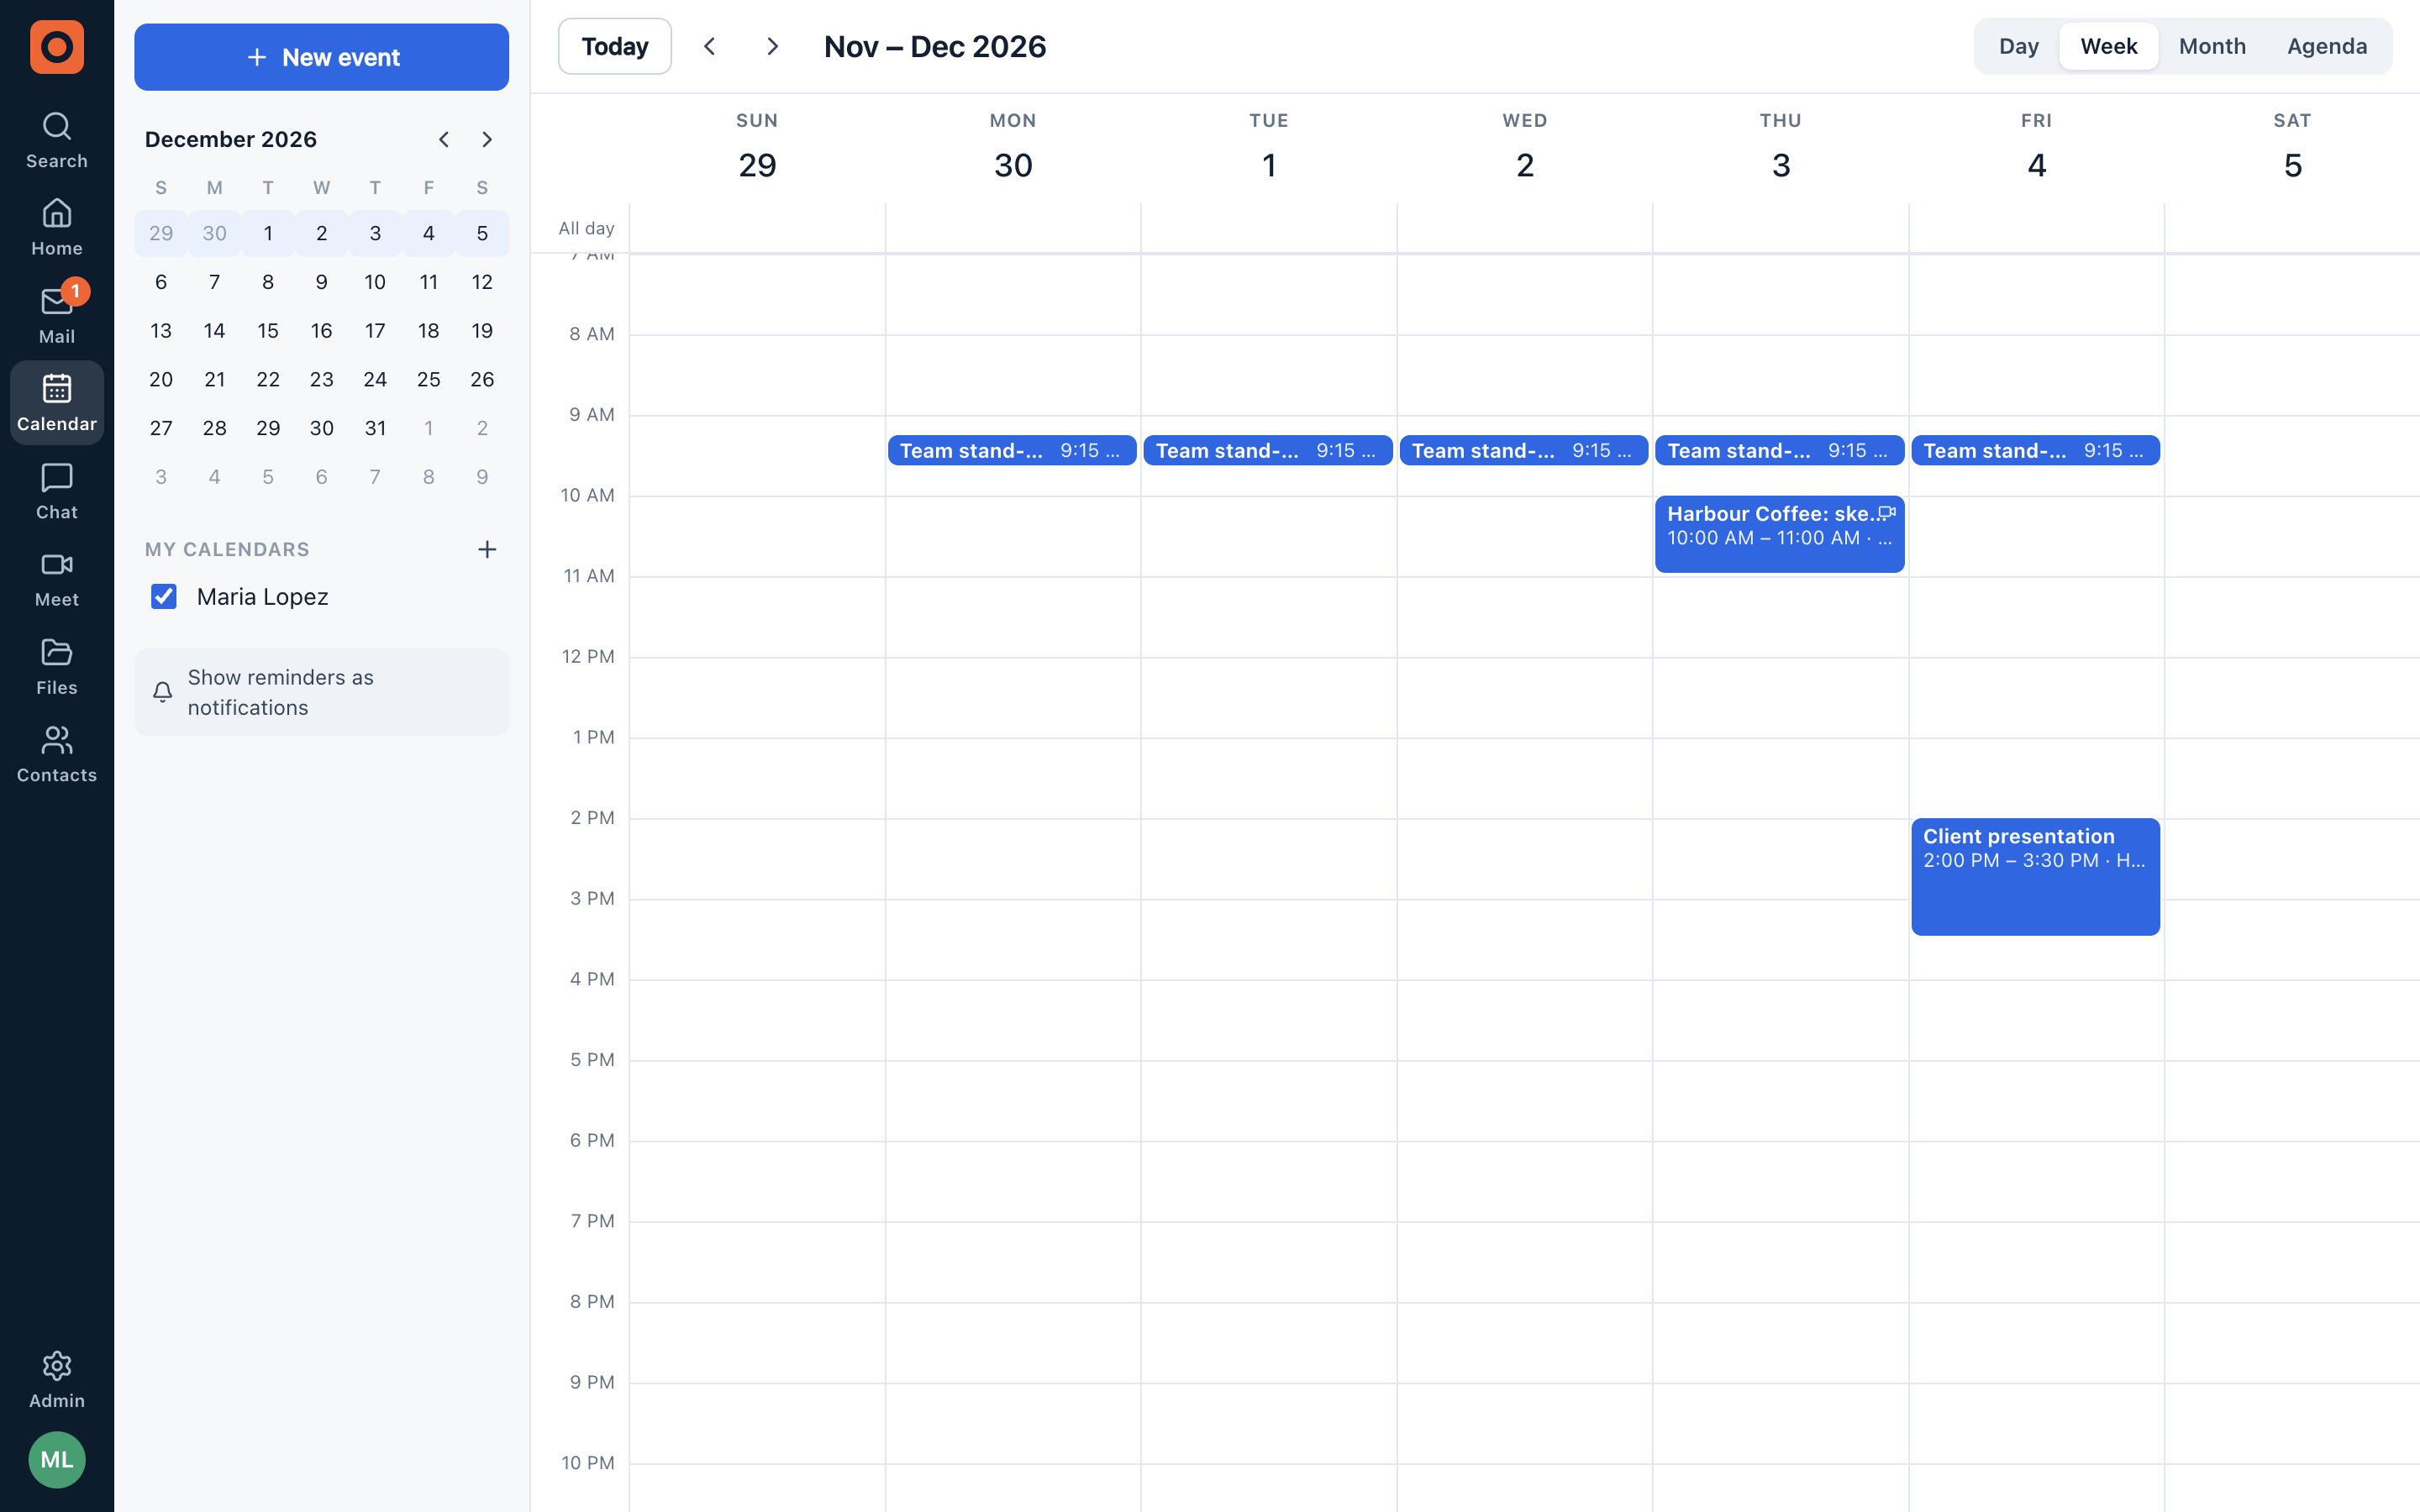 Search
Home
1
Mail
Calendar
Chat
Meet
Files
Contacts
Admin
ML
New event
December 2026
S M T W T F S
29 30 1 2 3 4 5
6 7 8 9 10 11 12
13 14 15 16 17 18 19
20 21 22 23 24 25 26
27 28 29 30 31 1 2
3 4 5 6 7 8 9
MY CALENDARS
Maria Lopez
Show reminders as
notifications
Today
Nov – Dec 2026
Day Week Month Agenda
SUN MON TUE WED THU FRI SAT
29 30 1 2 3 4 5
All day
7 AM
8 AM
9 AM
Team stand-... 9:15 ... Team stand-... 9:15 ... Team stand-... 9:15 ... Team stand-... 9:15 ... Team stand-... 9:15 ...
10 AM
Harbour Coffee: ske...
10:00 AM – 11:00 AM · ...
11 AM
12 PM
1 PM
2 PM
Client presentation
2:00 PM – 3:30 PM · H...
3 PM
4 PM
5 PM
6 PM
7 PM
8 PM
9 PM
10 PM